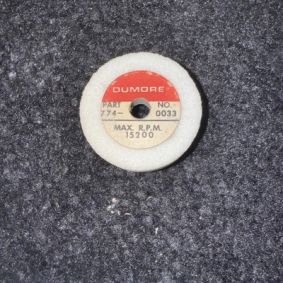 DUMORE
PART NO.
774- 0033
MAX. R.P.M.
15200